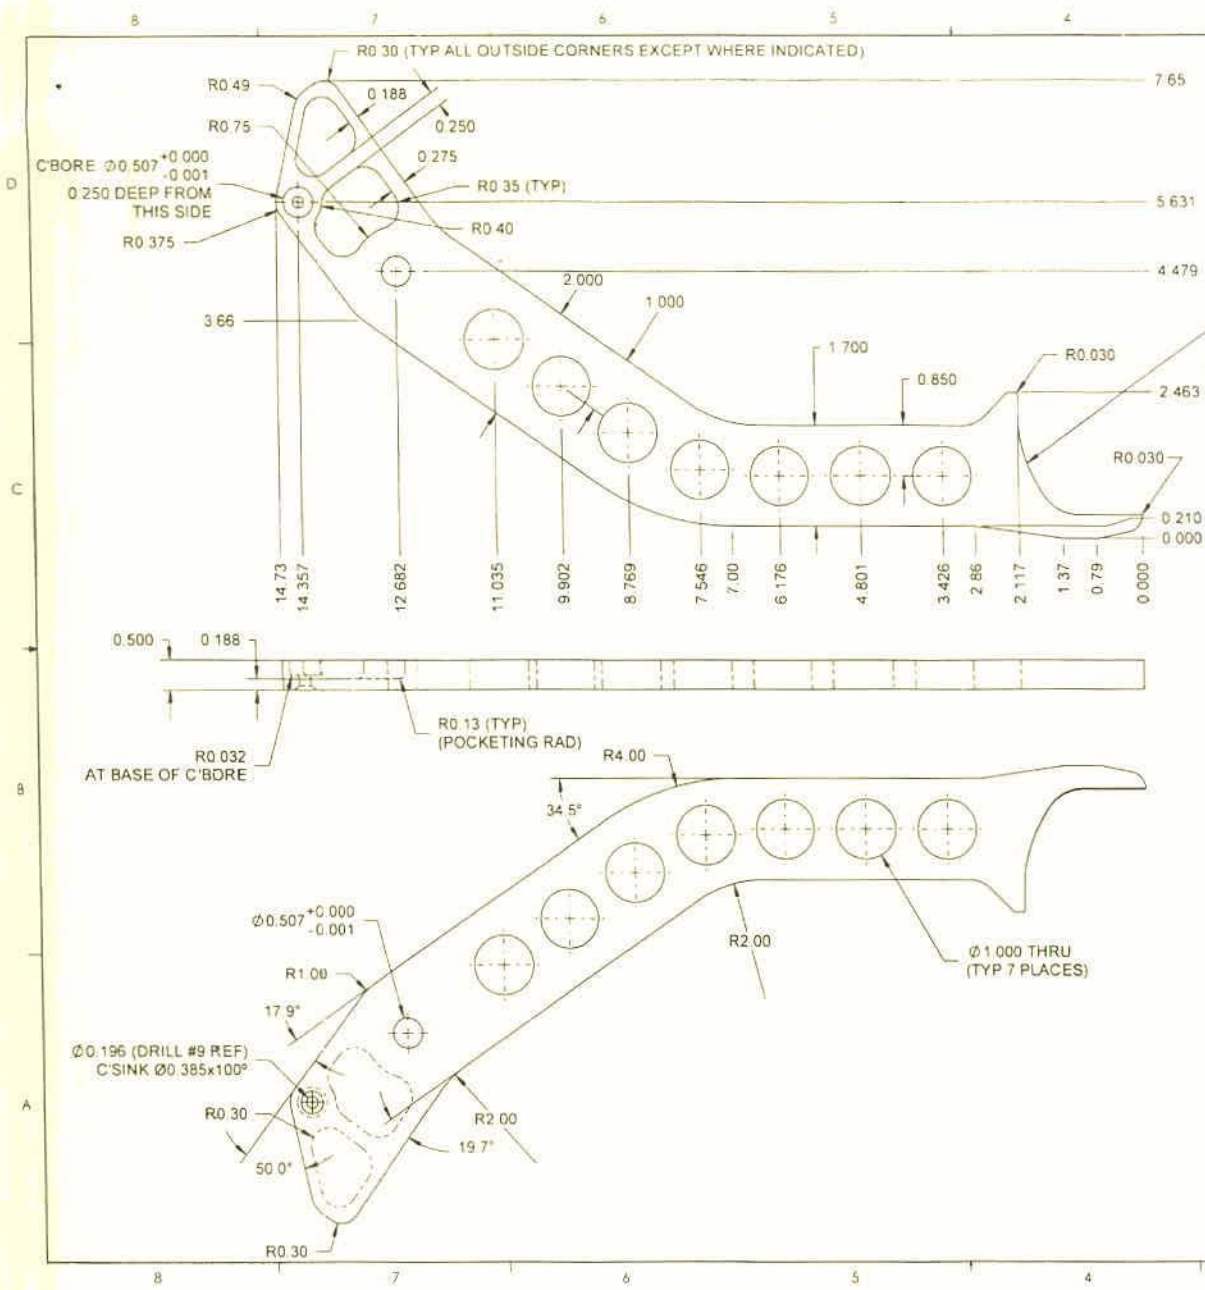 8 7 6 5 4
R0 30 (TYP ALL OUTSIDE CORNERS EXCEPT WHERE INDICATED)
7 65
R0 49
0 188
R0 75
0 250
C'BORE Ø0.507 +0 000
-0 001
0 250 DEEP FROM
THIS SIDE
0 275
R0 35 (TYP)
D
5 631
R0 375
R0 40
4 479
2 000
1 000
3 66
1 700
R0.030
0 850
2 463
R0.030
C
0 210
0 000
14.73
14.357
12.682
11.035
9.902
8.769
7.546
7.00
6.176
4.801
3.426
2.86
2.117
1.37
0.79
0.000
0.500
0 188
R0 13 (TYP)
(POCKETING RAD)
R0.032
AT BASE OF C'BORE
R4.00
B
34.5°
Ø0.507 +0 000
-0.001
R2.00
Ø1.000 THRU
(TYP 7 PLACES)
R1.00
17.9°
Ø0.196 (DRILL #9 REF)
C'SINK Ø0.385x100°
A
R0.30
R2 00
19.7°
50.0°
R0.30
8 7 6 5 4